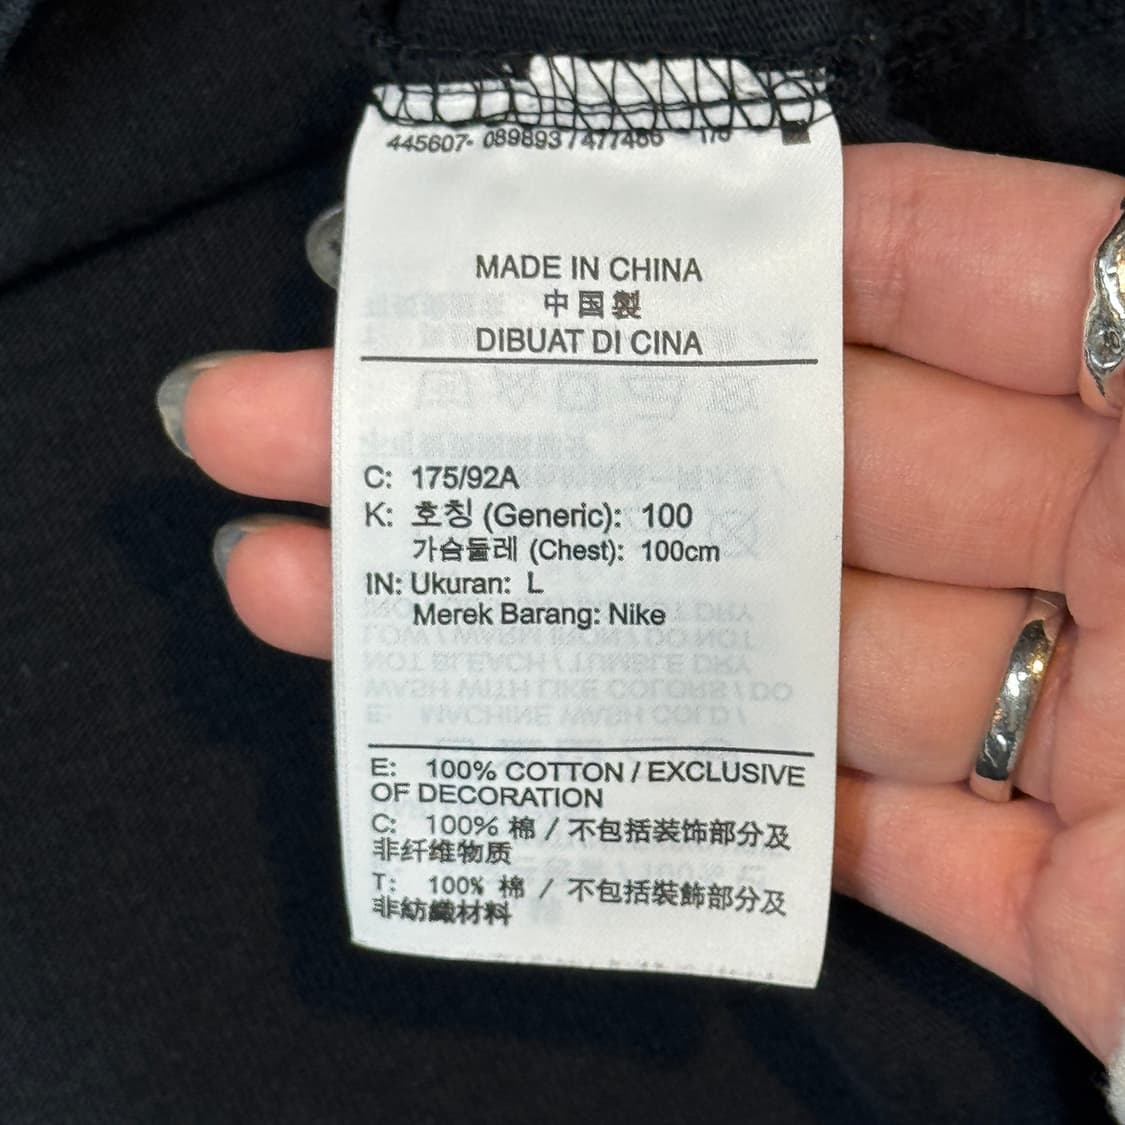 445607- 089893 / 477466
MADE IN CHINA
中国製
DIBUAT DI CINA
C: 175/92A
K: 호칭 (Generic): 100
가슴둘레 (Chest): 100cm
IN: Ukuran: L
Merek Barang: Nike
E: 100% COTTON / EXCLUSIVE
OF DECORATION
C: 100% 棉 / 不包括装饰部分及
非纤维物质
T: 100% 棉 / 不包括裝飾部分及
非紡織材料